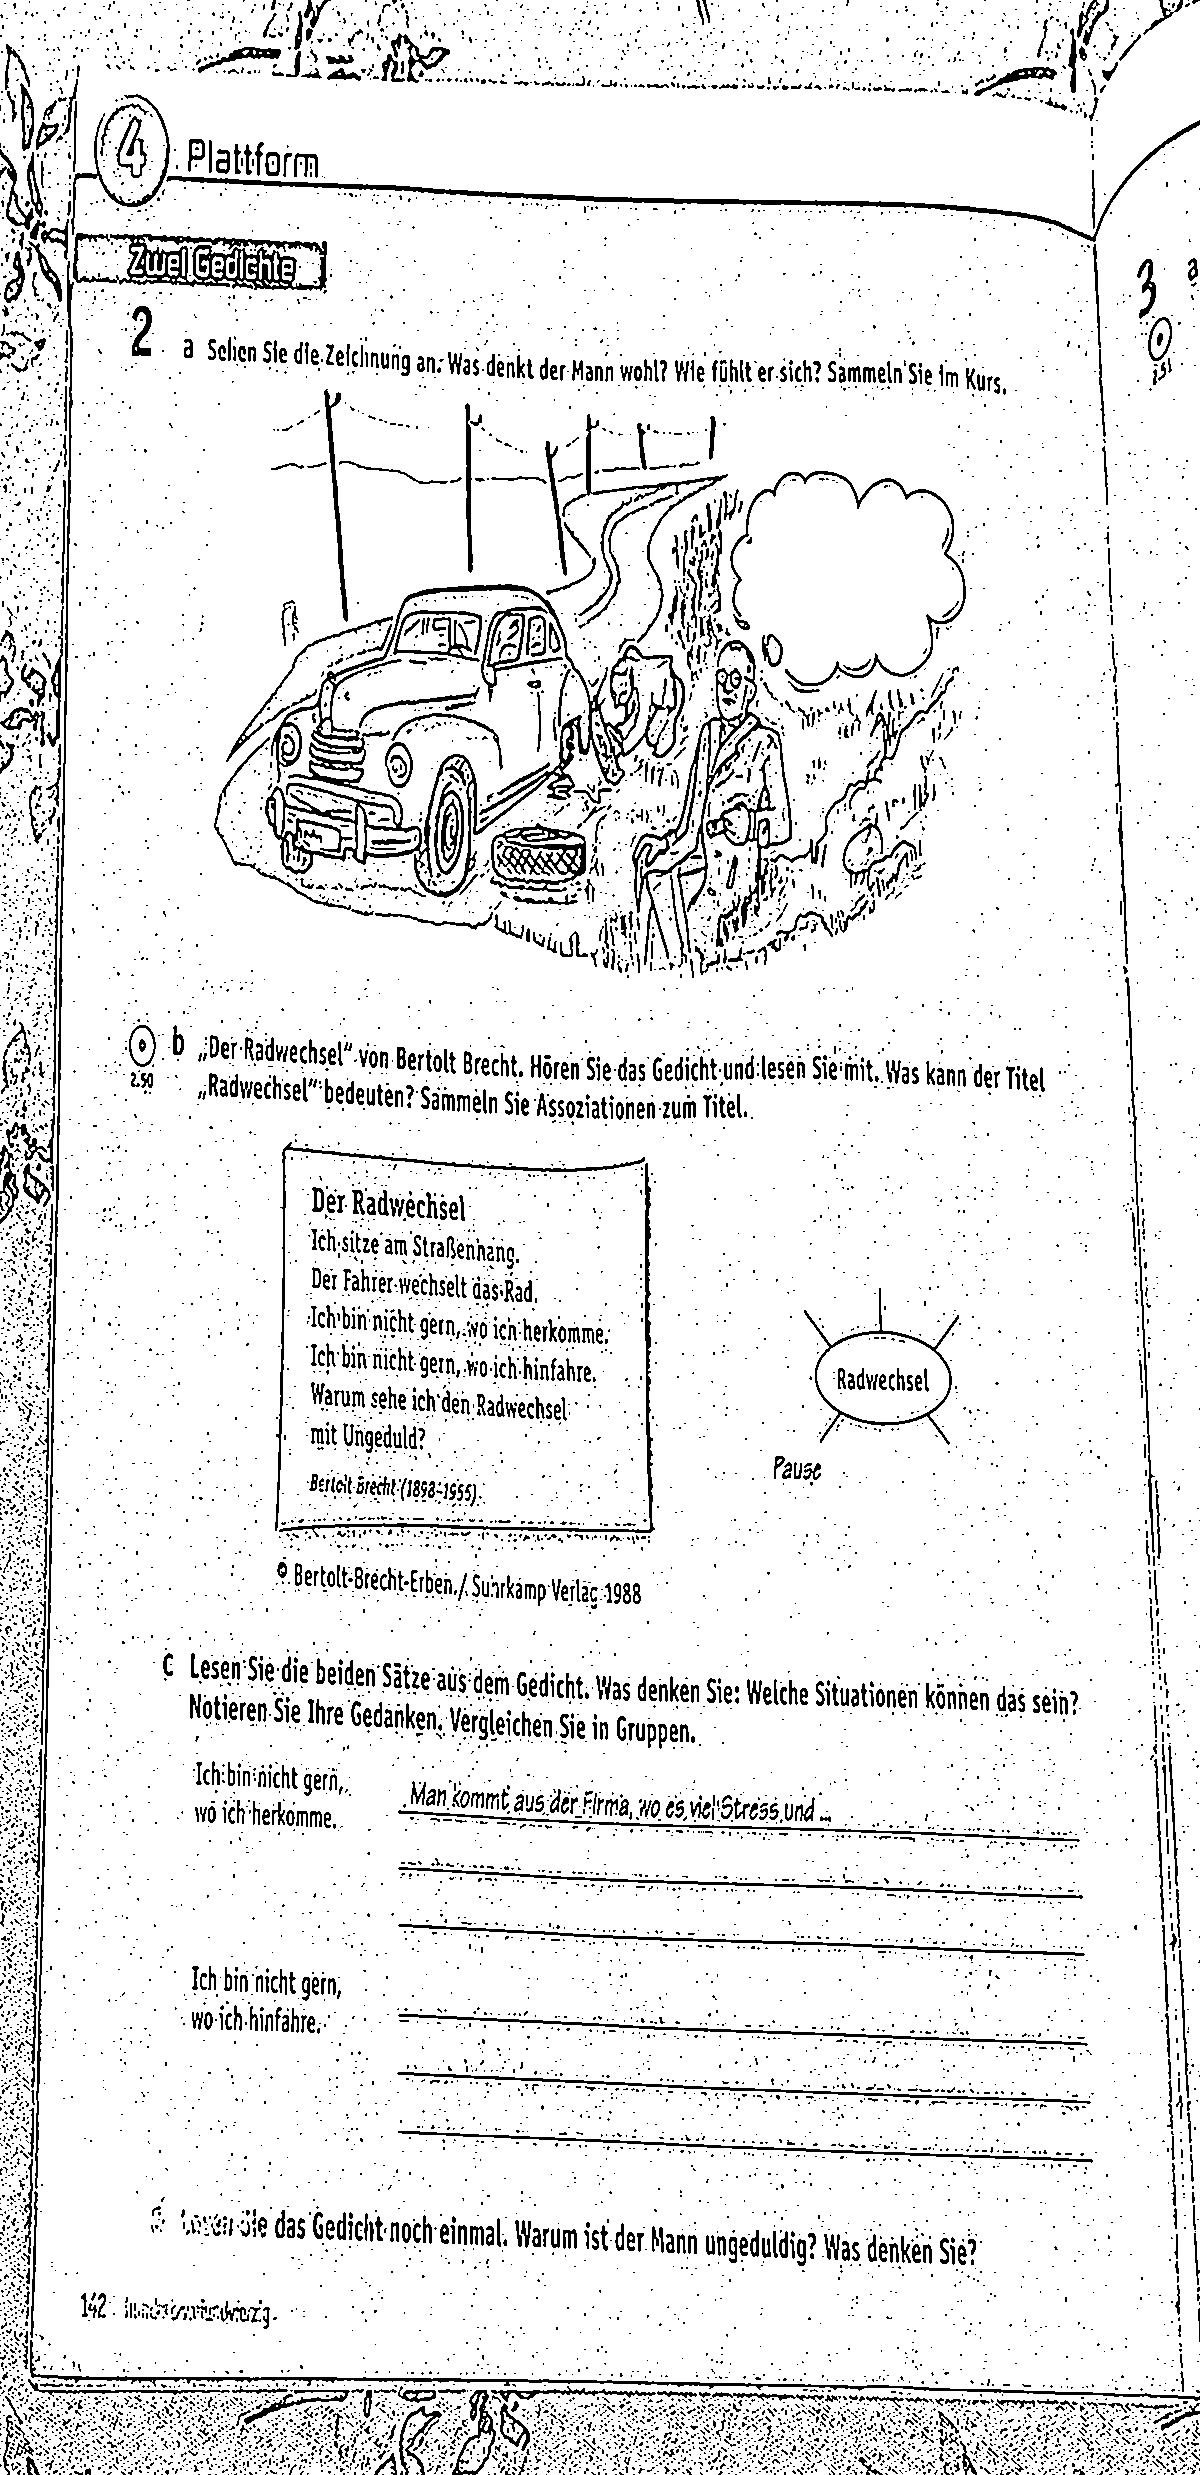 4 Plattform
Zwei Gedichte
2 a Sehen Sie die Zeichnung an: Was denkt der Mann wohl? Wie fühlt er sich? Sammeln Sie im Kurs.
2.50
b „Der Radwechsel“ von Bertolt Brecht. Hören Sie das Gedicht und lesen Sie mit. Was kann der Titel
„Radwechsel“ bedeuten? Sammeln Sie Assoziationen zum Titel.
Der Radwechsel
Ich sitze am Straßenhang.
Der Fahrer wechselt das Rad.
Ich bin nicht gern, wo ich herkomme.
Ich bin nicht gern, wo ich hinfahre.
Warum sehe ich den Radwechsel
mit Ungeduld?
Bertolt Brecht (1898–1956)
© Bertolt-Brecht-Erben / Suhrkamp Verlag 1988
Radwechsel
Pause
c Lesen Sie die beiden Sätze aus dem Gedicht. Was denken Sie: Welche Situationen können das sein?
Notieren Sie Ihre Gedanken. Vergleichen Sie in Gruppen.
Ich bin nicht gern,
wo ich herkomme.
Man kommt aus der Firma, wo es viel Stress und ...
Ich bin nicht gern,
wo ich hinfahre.
Lesen Sie das Gedicht noch einmal. Warum ist der Mann ungeduldig? Was denken Sie?
142 hundertzweiundvierzig
3 a
2.51